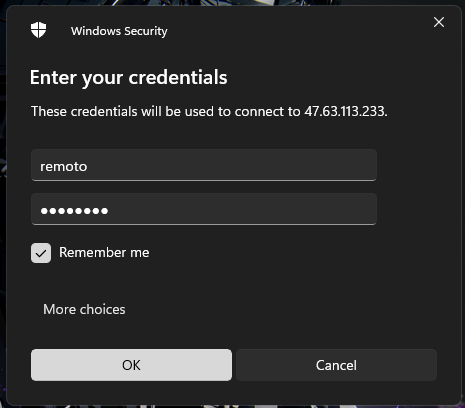 Windows Security
Enter your credentials
These credentials will be used to connect to 47.63.113.233.
remoto
●●●●●●●●
Remember me
More choices
OK
Cancel